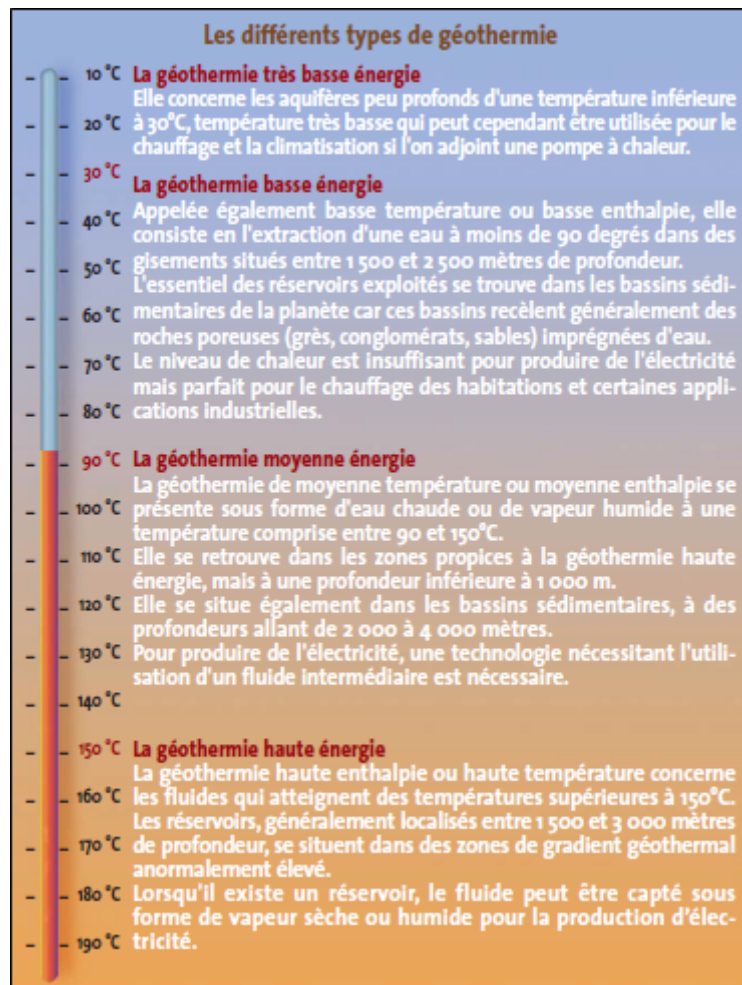 Les différents types de géothermie
10 °C La géothermie très basse énergie
Elle concerne les aquifères peu profonds d'une température inférieure
20 °C à 30°C, température très basse qui peut cependant être utilisée pour le
chauffage et la climatisation si l'on adjoint une pompe à chaleur.
30 °C
La géothermie basse énergie
40 °C Appelée également basse température ou basse enthalpie, elle
consiste en l'extraction d'une eau à moins de 90 degrés dans des
50 °C gisements situés entre 1 500 et 2 500 mètres de profondeur.
L'essentiel des réservoirs exploités se trouve dans les bassins sédi-
60 °C mentaires de la planète car ces bassins recèlent généralement des
roches poreuses (grès, conglomérats, sables) imprégnées d'eau.
70 °C Le niveau de chaleur est insuffisant pour produire de l'électricité
mais parfait pour le chauffage des habitations et certaines appli-
80 °C cations industrielles.
90 °C La géothermie moyenne énergie
La géothermie de moyenne température ou moyenne enthalpie se
100 °C présente sous forme d'eau chaude ou de vapeur humide à une
température comprise entre 90 et 150°C.
110 °C Elle se retrouve dans les zones propices à la géothermie haute
énergie, mais à une profondeur inférieure à 1 000 m.
120 °C Elle se situe également dans les bassins sédimentaires, à des
profondeurs allant de 2 000 à 4 000 mètres.
130 °C Pour produire de l'électricité, une technologie nécessitant l'utili-
sation d'un fluide intermédiaire est nécessaire.
140 °C
150 °C La géothermie haute énergie
La géothermie haute enthalpie ou haute température concerne
160 °C les fluides qui atteignent des températures supérieures à 150°C.
Les réservoirs, généralement localisés entre 1 500 et 3 000 mètres
170 °C de profondeur, se situent dans des zones de gradient géothermal
anormalement élevé.
180 °C Lorsqu'il existe un réservoir, le fluide peut être capté sous
forme de vapeur sèche ou humide pour la production d'élec-
190 °C tricité.